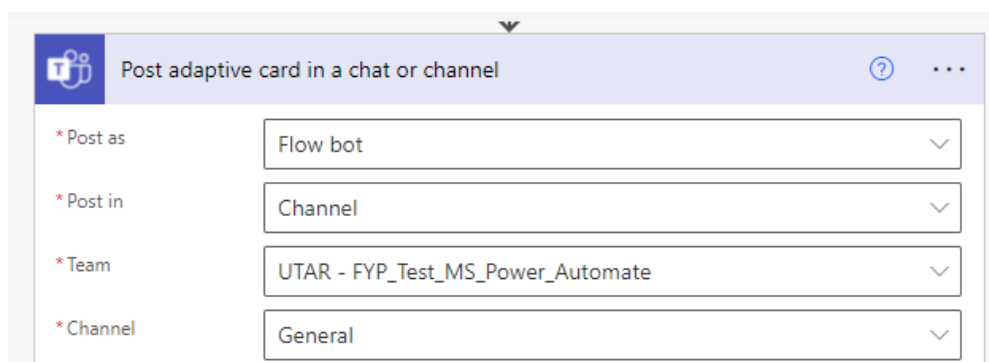 Post adaptive card in a chat or channel
* Post as
Flow bot
* Post in
Channel
* Team
UTAR - FYP_Test_MS_Power_Automate
* Channel
General